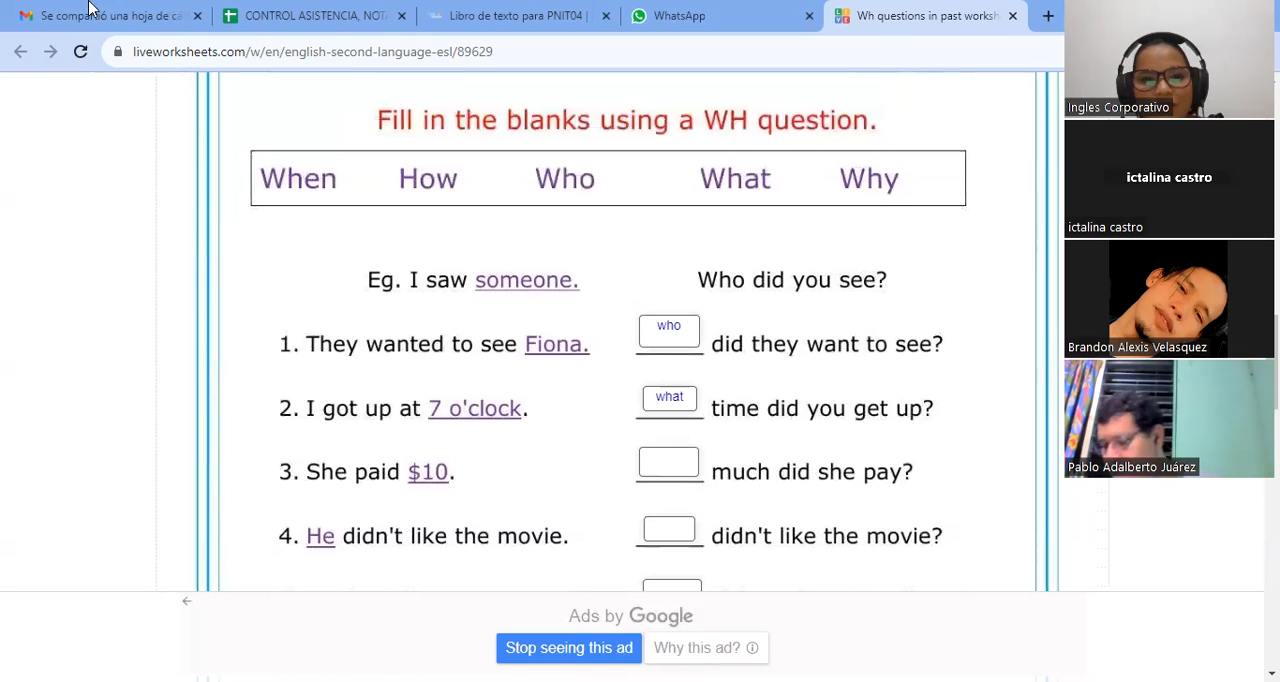 Se compartió una hoja de cá
CONTROL ASISTENCIA, NOTA
Libro de texto para PNIT04 |
WhatsApp
Wh questions in past worksh
liveworksheets.com/w/en/english-second-language-esl/89629
Fill in the blanks using a WH question.
When How Who What Why
Eg. I saw someone. Who did you see?
1. They wanted to see Fiona. who did they want to see?
2. I got up at 7 o'clock. what time did you get up?
3. She paid $10. much did she pay?
4. He didn't like the movie. didn't like the movie?
Ads by Google
Stop seeing this ad Why this ad?
Ingles Corporativo
ictalina castro
ictalina castro
Brandon Alexis Velasquez
Pablo Adalberto Juárez